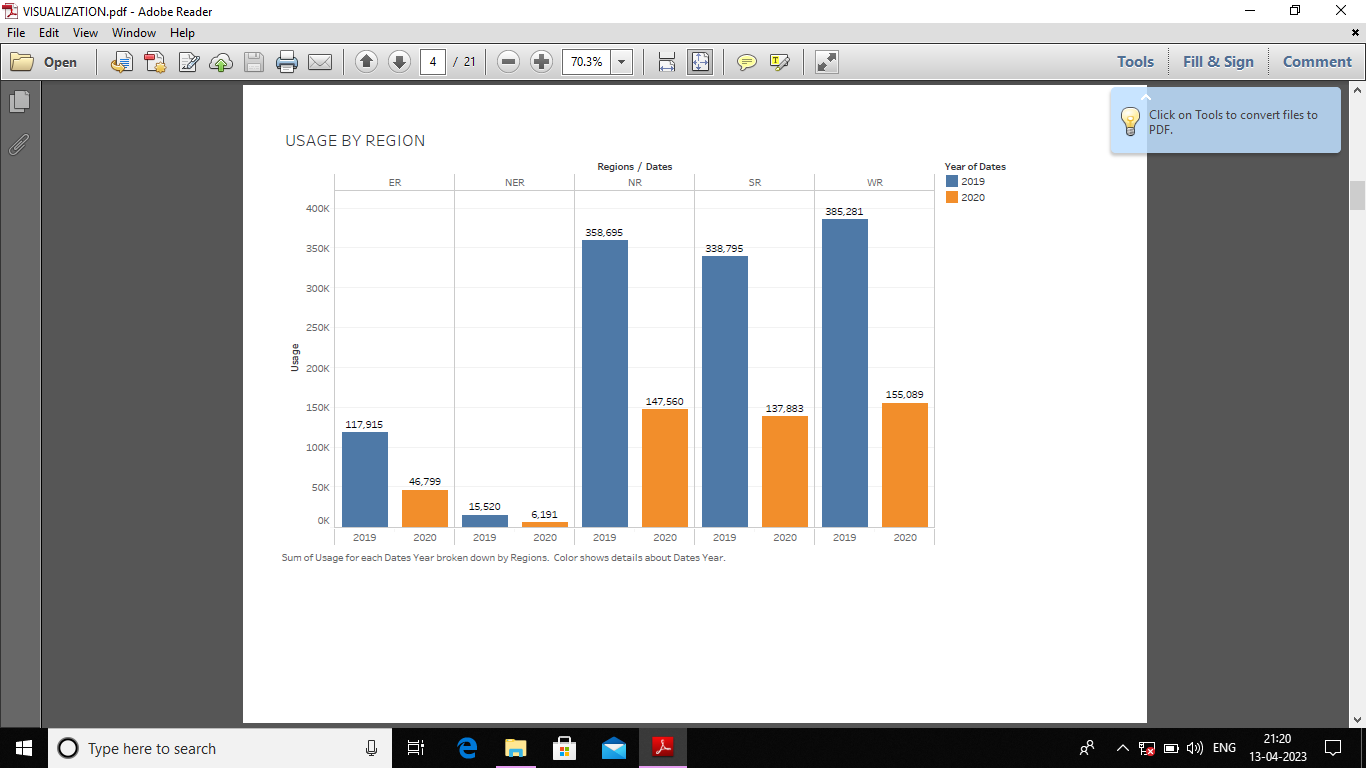 VISUALIZATION.pdf - Adobe Reader
File Edit View Window Help
Open 4 / 21 70.3% Tools Fill & Sign Comment
Click on Tools to convert files to
PDF.
USAGE BY REGION
Regions / Dates
Year of Dates
2019
2020
ER NER NR SR WR
Usage
400K
350K
300K
250K
200K
150K
100K
50K
0K
117,915
46,799
15,520
6,191
358,695
147,560
338,795
137,883
385,281
155,089
2019 2020 2019 2020 2019 2020 2019 2020 2019 2020
Sum of Usage for each Dates Year broken down by Regions. Color shows details about Dates Year.
Type here to search
ENG
21:20
13-04-2023